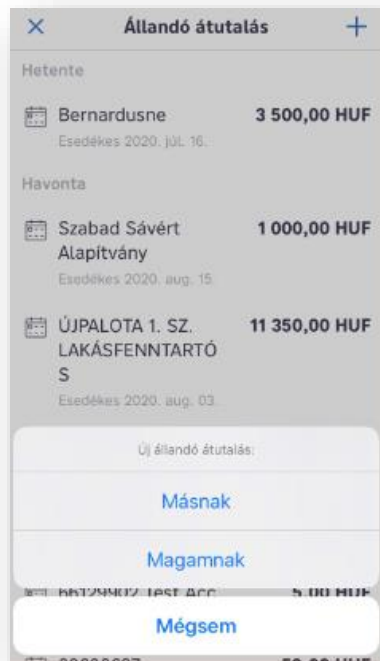 Állandó átutalás
Hetente
Bernardusne 3 500,00 HUF
Esedékes 2020. júl. 16.
Havonta
Szabad Sávért 1 000,00 HUF
Alapítvány
Esedékes 2020. aug. 15.
ÚJPALOTA 1. SZ. 11 350,00 HUF
LAKÁSFENNTARTÓ
S
Esedékes 2020. aug. 03.
Új állandó átutalás:
Másnak
Magamnak
66129902 Test Acc 5,00 HUF
Mégsem